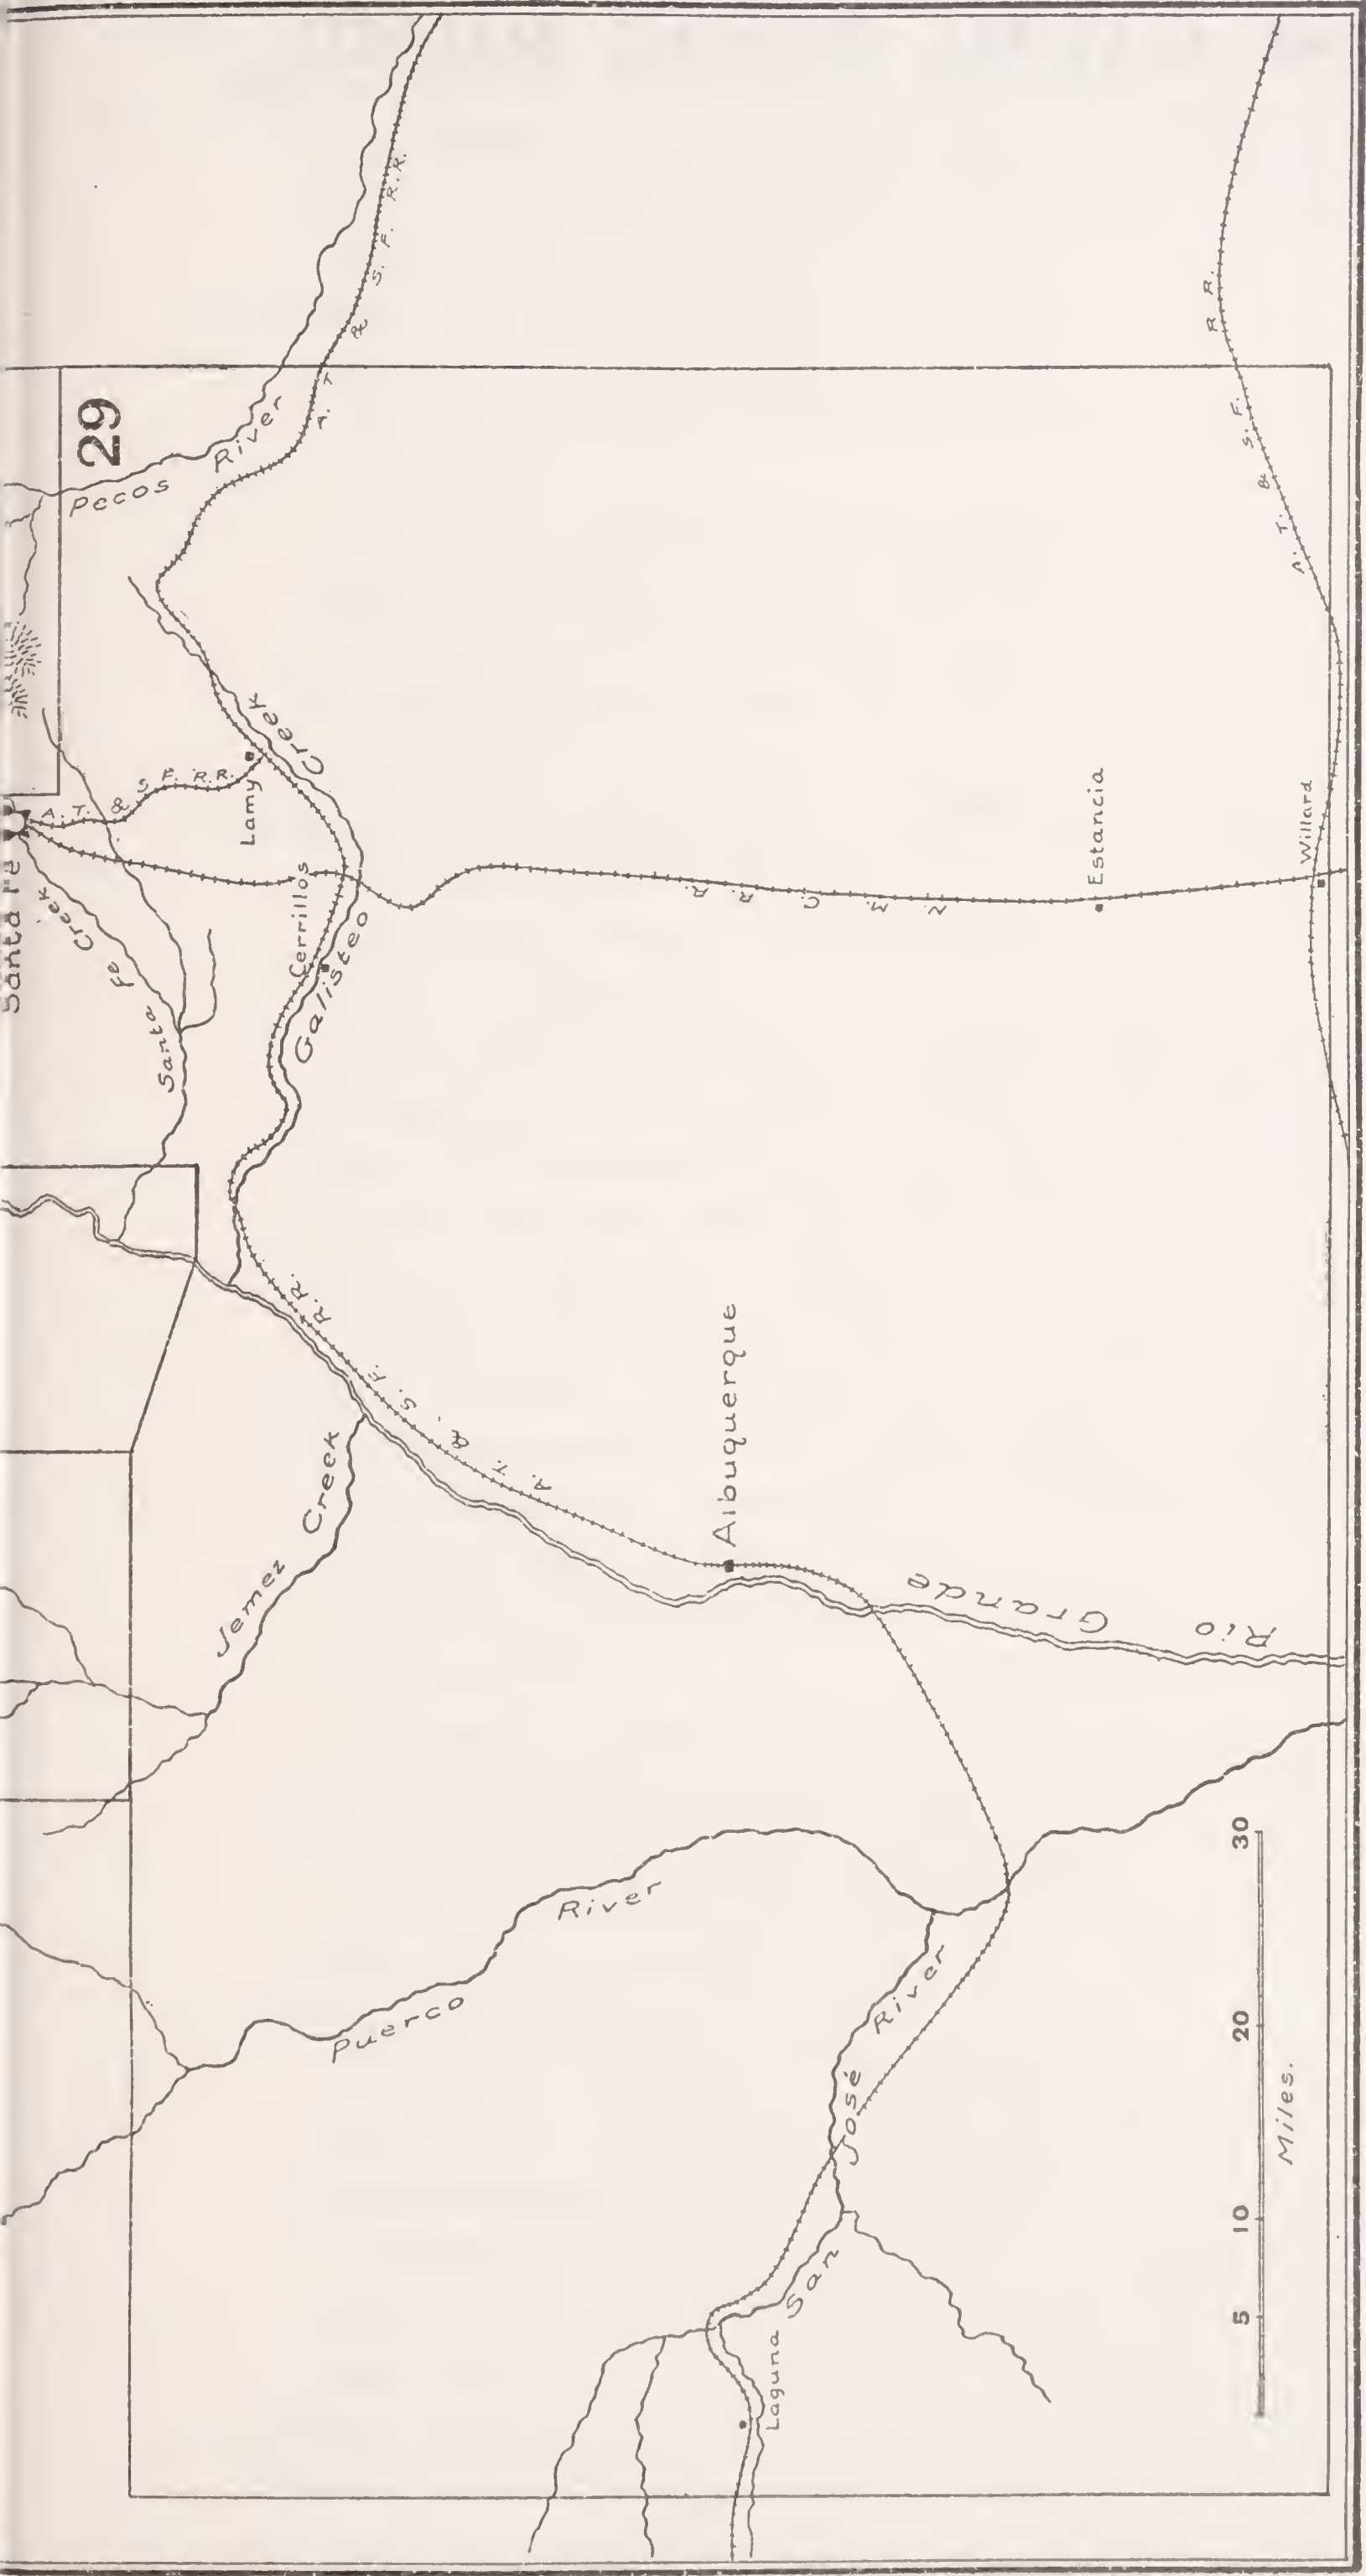 29
Pecos River
A. T. & S. F. R. R.
Santa Fe
A. T. & S. F. R. R.
Santa Fe Creek
Lamy
Cerrillos
Galisteo Creek
N. M. C. R. R.
Estancia
Willard
A. T. & S. F. R R.
A. T. & S. F. R. R.
Jemez Creek
Albuquerque
Rio Grande
Puerco River
San José River
Laguna
5 10 20 30
Miles.